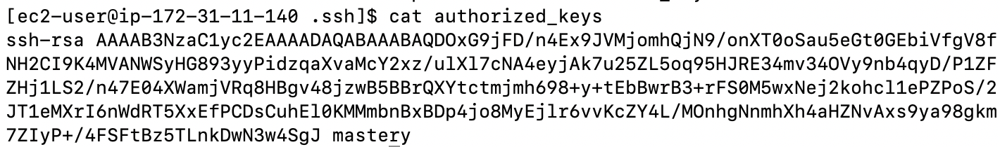 [ec2-user@ip-172-31-11-140 .ssh]$ cat authorized_keys
ssh-rsa AAAAB3NzaC1yc2EAAAADAQABAAABAQDOxG9jFD/n4Ex9JVMjomhQjN9/onXT0oSau5eGt0GEbiVfgV8f
NH2CI9K4MVANWSyHG893yyPidzqaXvaMcY2xz/ulXl7cNA4eyjAk7u25ZL5oq95HJRE34mv34OVy9nb4qyD/P1ZF
ZHj1LS2/n47E04XWamjVRq8HBgv48jzwB5BBrQXYtctmjmh698+y+tEbBwrB3+rFS0M5wxNej2kohcl1ePZPoS/2
JT1eMXrI6nWdRT5XxEfPCDsCuhEl0KMMmbnBxBDp4jo8MyEjlr6vvKcZY4L/MOnhgNnmhXh4aHZNvAxs9ya98gkm
7ZIyP+/4FSFtBz5TLnkDwN3w4SgJ mastery